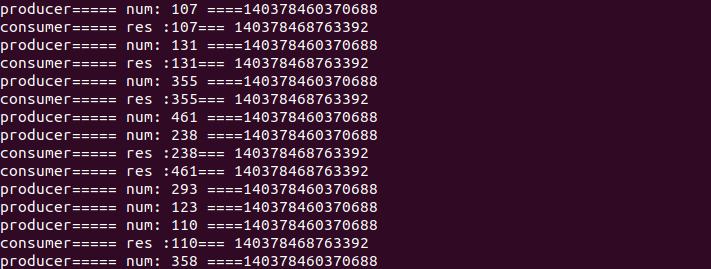 producer===== num: 107 ====140378460370688
consumer===== res :107=== 140378468763392
producer===== num: 131 ====140378460370688
consumer===== res :131=== 140378468763392
producer===== num: 355 ====140378460370688
consumer===== res :355=== 140378468763392
producer===== num: 461 ====140378460370688
producer===== num: 238 ====140378460370688
consumer===== res :238=== 140378468763392
consumer===== res :461=== 140378468763392
producer===== num: 293 ====140378460370688
producer===== num: 123 ====140378460370688
producer===== num: 110 ====140378460370688
consumer===== res :110=== 140378468763392
producer===== num: 358 ====140378460370688